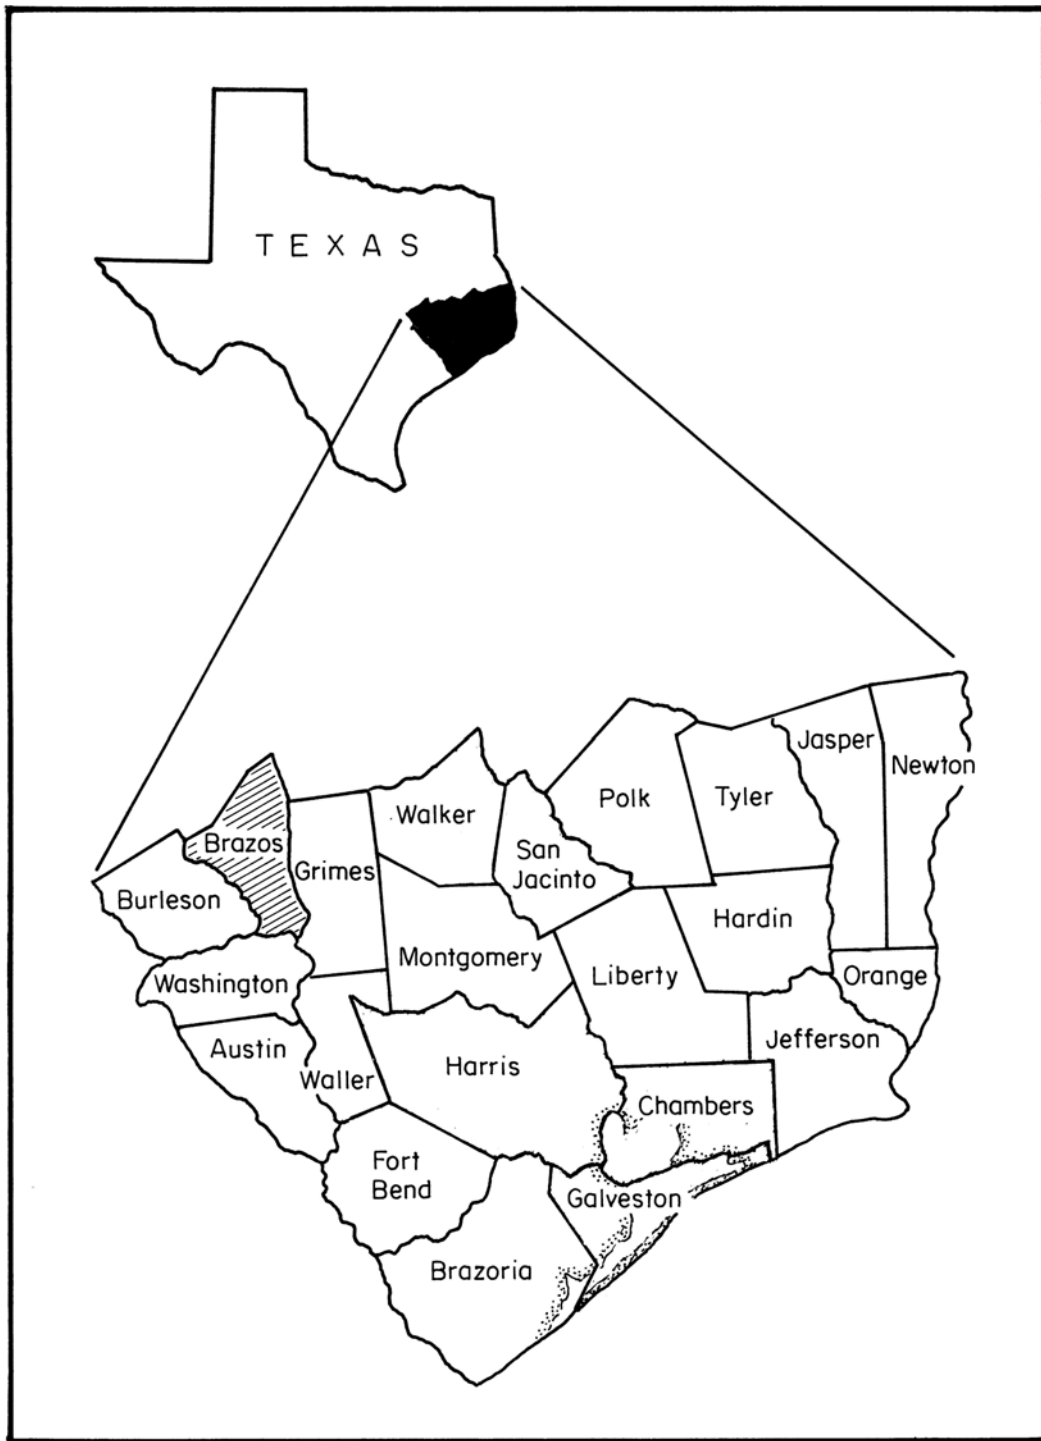 TEXAS
Jasper
Newton
Polk
Tyler
Walker
Brazos
San
Jacinto
Grimes
Burleson
Hardin
Montgomery
Liberty
Orange
Washington
Jefferson
Austin
Harris
Waller
Chambers
Fort
Bend
Galveston
Brazoria